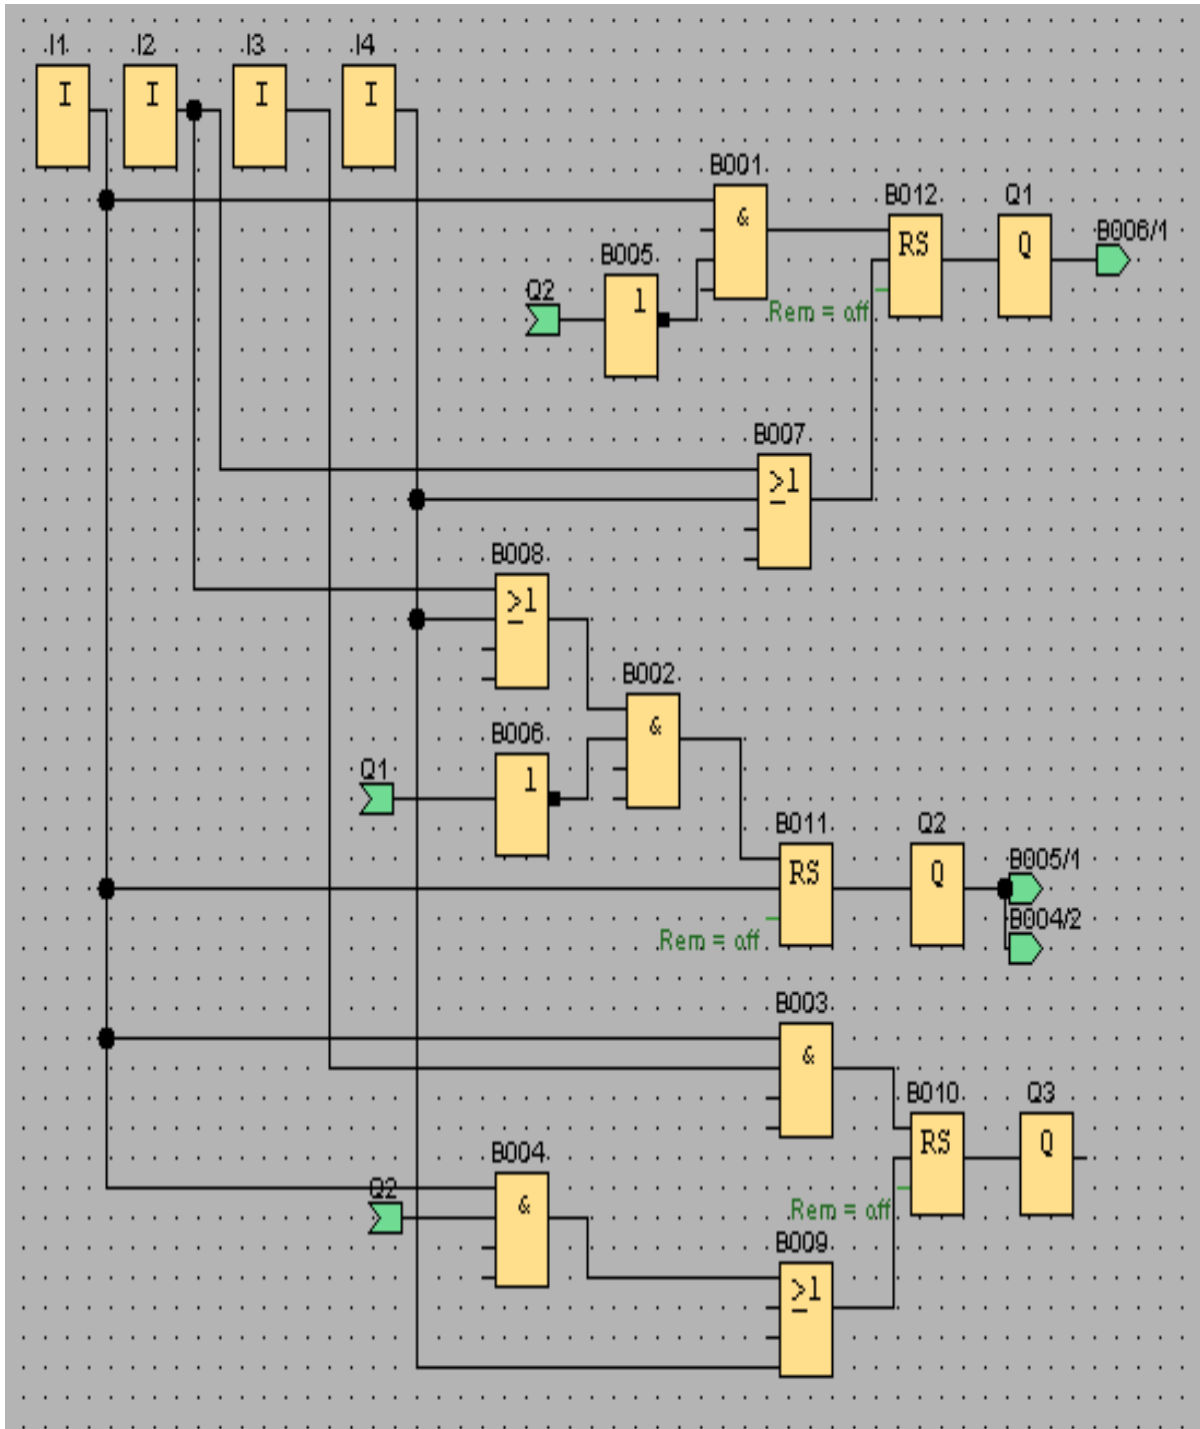 I1 I2 I3 I4
I I I I
B001
&
B012 Q1
RS Q
B006/1
B005
1
Q2
Rem = off
B007
≥1
B008
≥1
B002
&
B006
1
Q1
B011 Q2
RS Q
B005/1
B004/2
Rem = off
B003
&
B010 Q3
RS Q
B004
&
Q2
Rem = off
B009
≥1